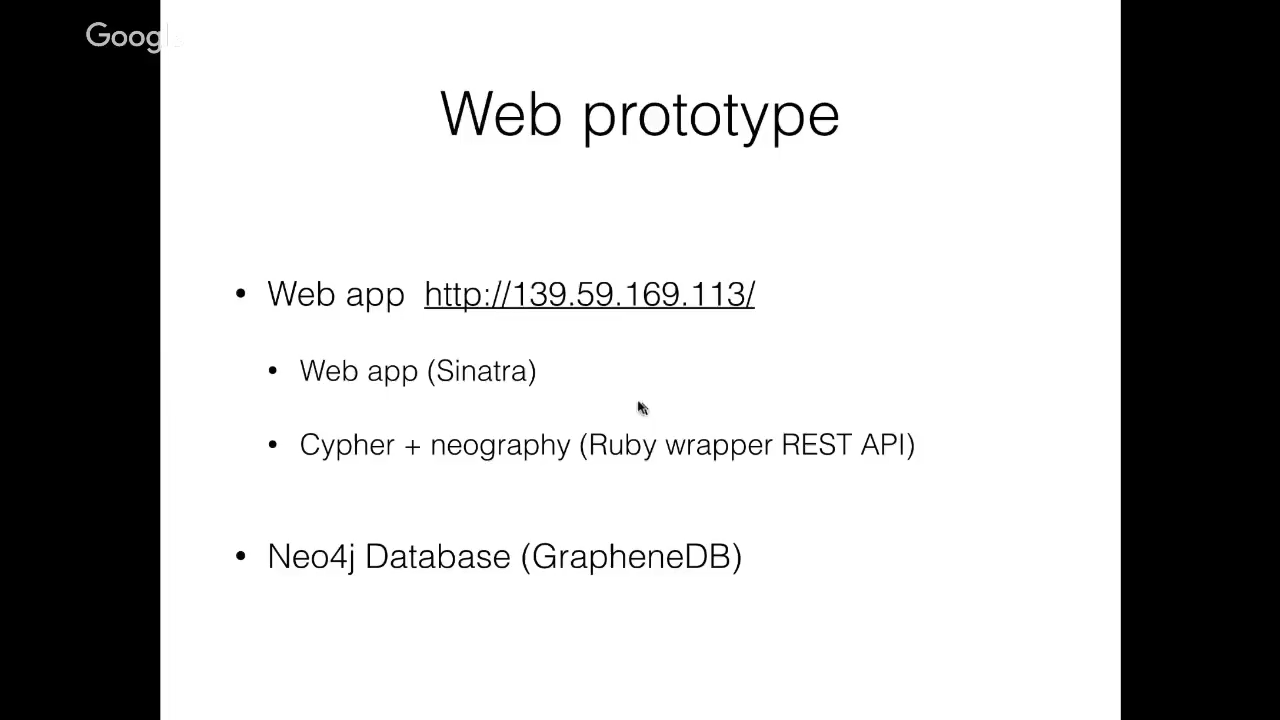 Google
Web prototype
• Web app http://139.59.169.113/
• Web app (Sinatra)
• Cypher + neography (Ruby wrapper REST API)
• Neo4j Database (GrapheneDB)